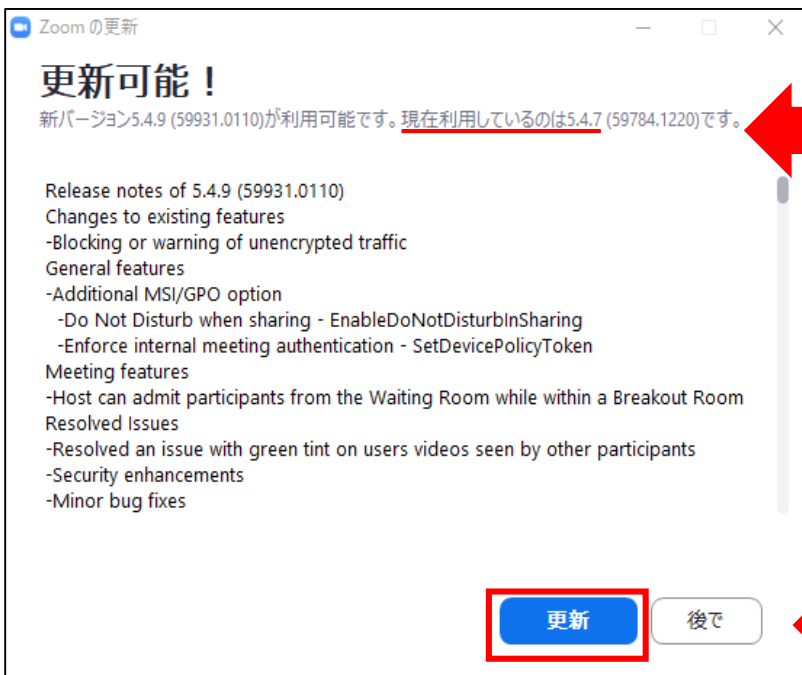 Zoom の更新
更新可能！
新バージョン5.4.9 (59931.0110)が利用可能です。現在利用しているのは5.4.7 (59784.1220)です。
Release notes of 5.4.9 (59931.0110)
Changes to existing features
-Blocking or warning of unencrypted traffic
General features
-Additional MSI/GPO option
-Do Not Disturb when sharing - EnableDoNotDisturbInSharing
-Enforce internal meeting authentication - SetDevicePolicyToken
Meeting features
-Host can admit participants from the Waiting Room while within a Breakout Room
Resolved Issues
-Resolved an issue with green tint on users videos seen by other participants
-Security enhancements
-Minor bug fixes
更新
後で